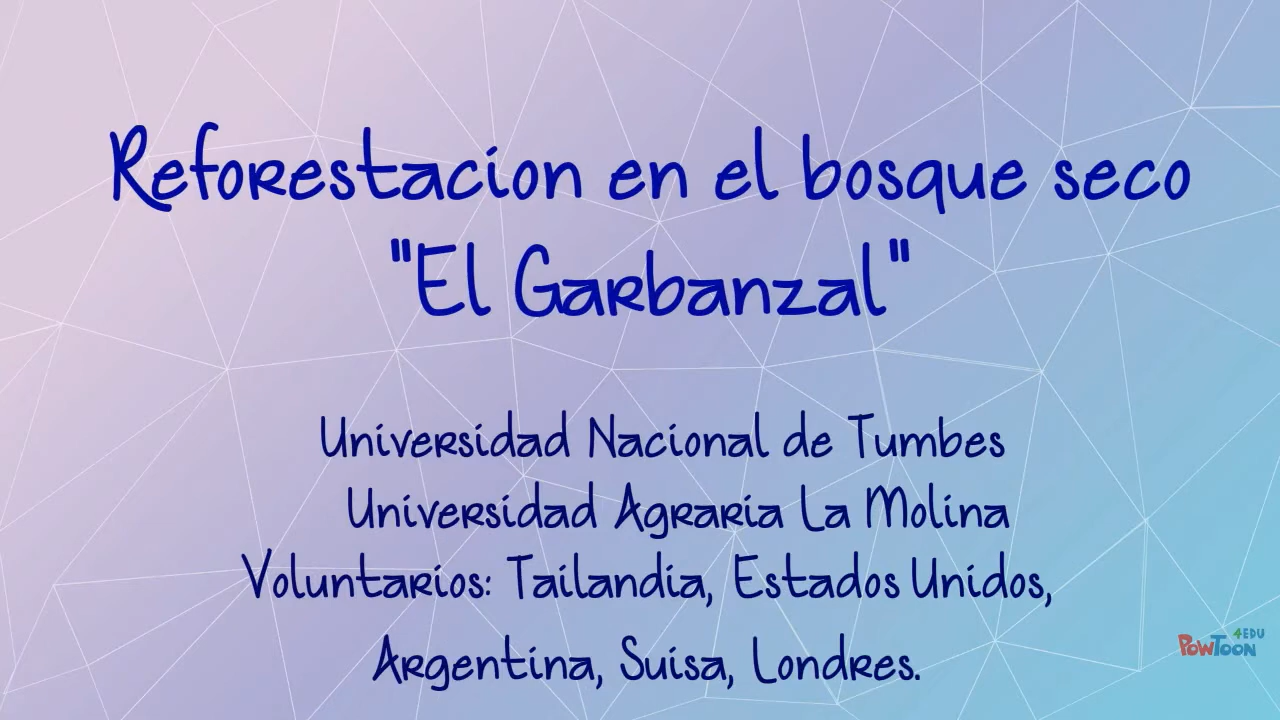 Reforestacion en el bosque seco
"El Garbanzal"
Universidad Nacional de Tumbes
Universidad Agraria La Molina
Voluntarios: Tailandia, Estados Unidos,
Argentina, Suisa, Londres.
4EDU
POWTOON